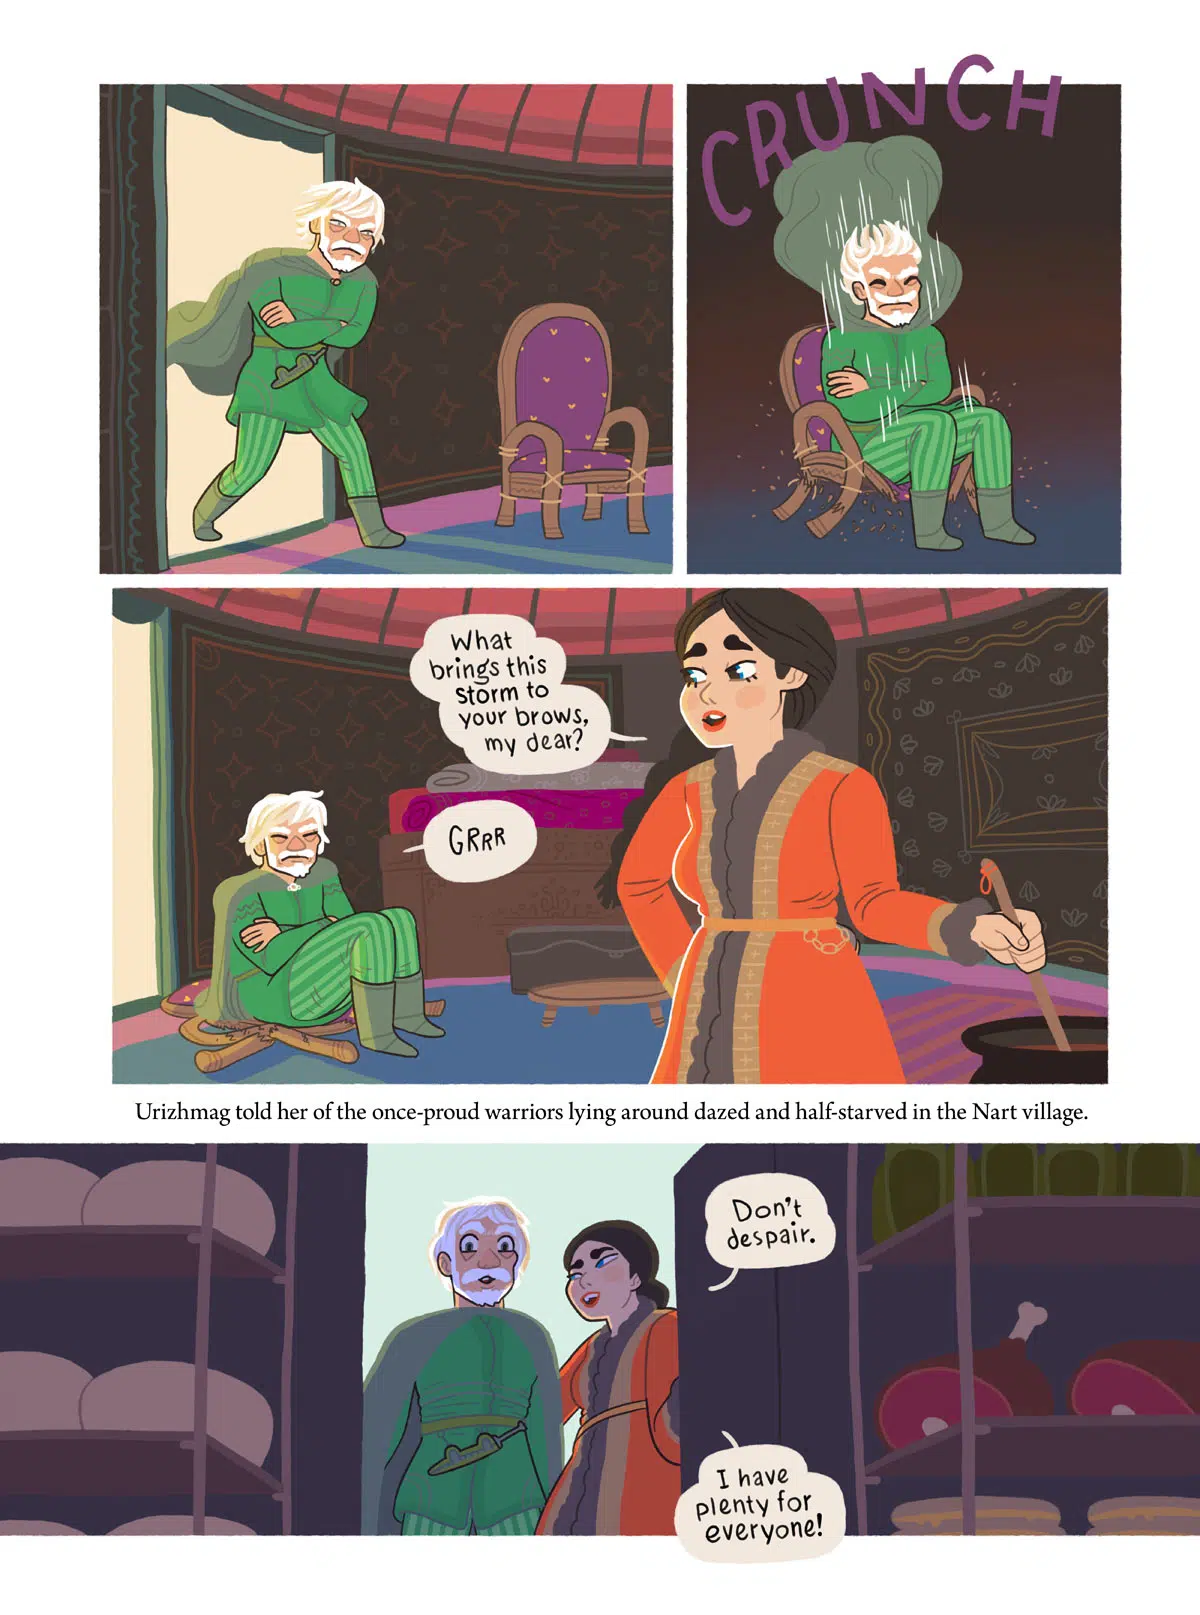 CRUNCH
What
brings this
storm to
your brows,
my dear?
GRRR
Urizhmag told her of the once-proud warriors lying around dazed and half-starved in the Nart village.
Don't
despair.
I have
plenty for
everyone!